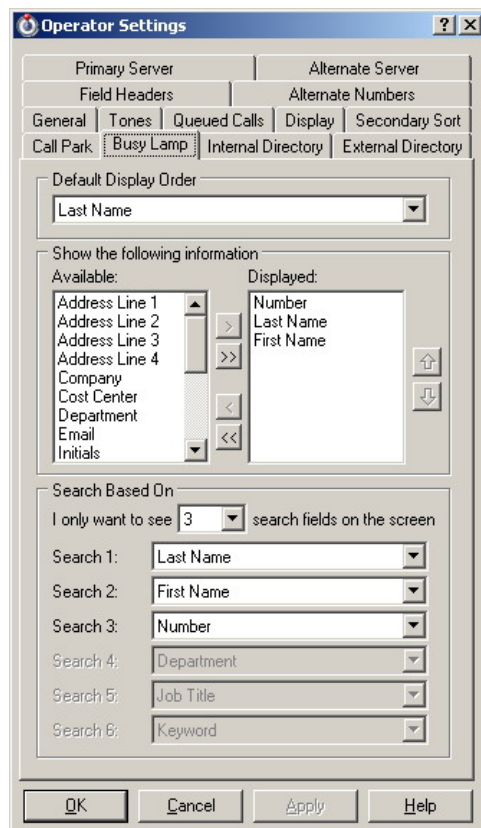 Operator Settings
Primary Server Alternate Server
Field Headers Alternate Numbers
General Tones Queued Calls Display Secondary Sort
Call Park Busy Lamp Internal Directory External Directory
Default Display Order
Last Name
Show the following information
Available: Displayed:
Address Line 1 Number
Address Line 2 Last Name
Address Line 3 First Name
Address Line 4
Company
Cost Center
Department
Email
Initials
> 
>>
<
<<
Search Based On
I only want to see 3 search fields on the screen
Search 1: Last Name
Search 2: First Name
Search 3: Number
Search 4: Department
Search 5: Job Title
Search 6: Keyword
OK Cancel Apply Help